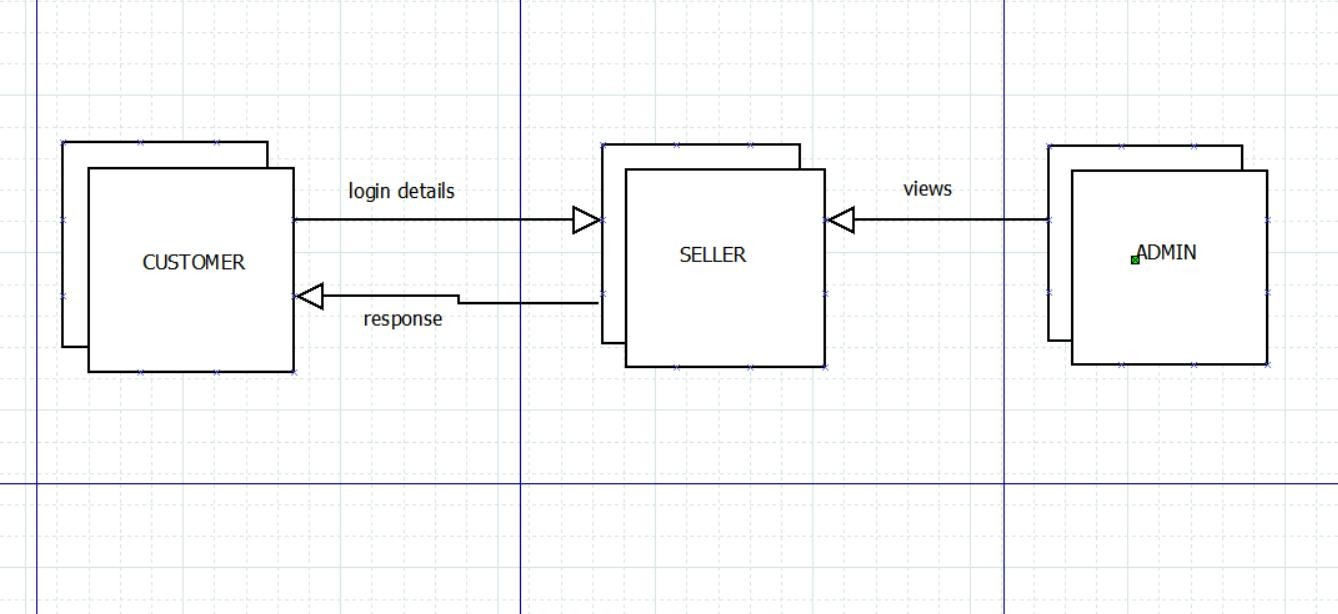 login details
views
CUSTOMER
SELLER
ADMIN
response